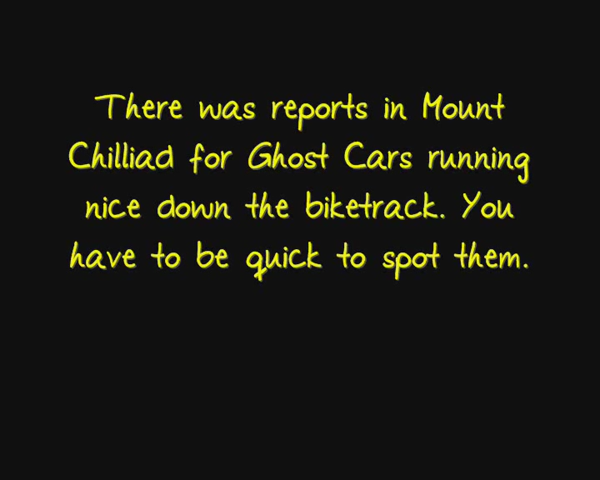 There was reports in Mount
Chilliad for Ghost Cars running
nice down the biketrack. You
have to be quick to spot them.